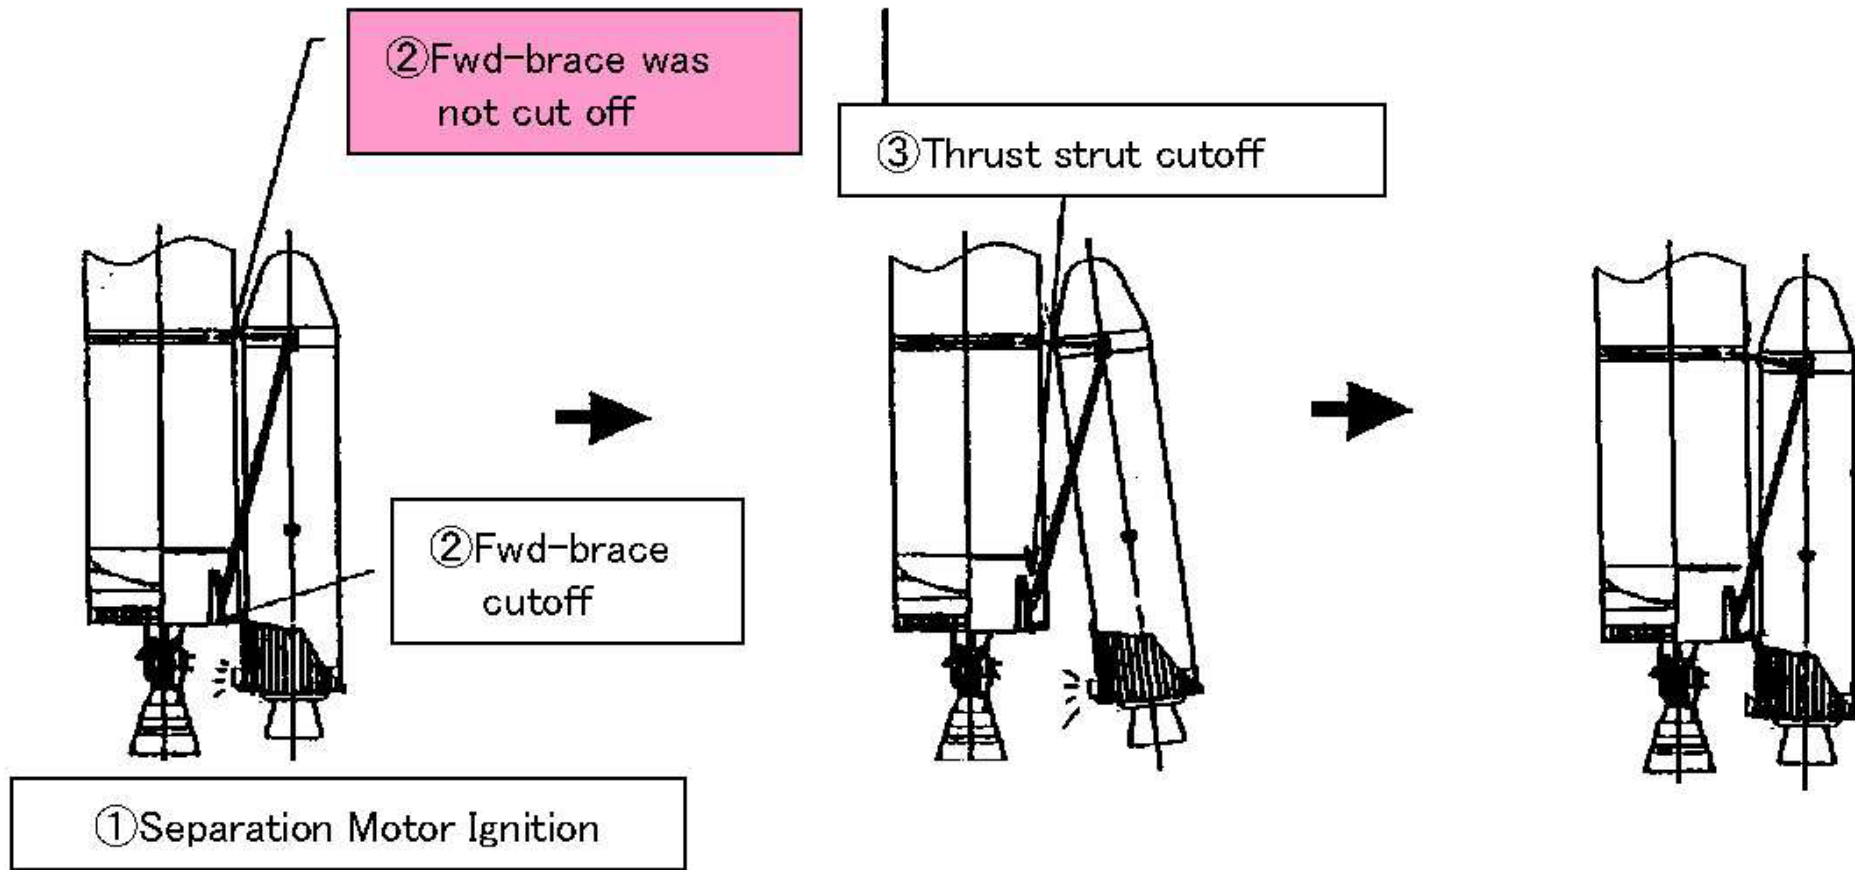 ②Fwd-brace was
not cut off
③Thrust strut cutoff
②Fwd-brace
cutoff
①Separation Motor Ignition